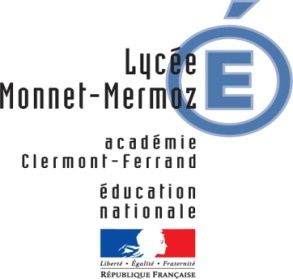 Lycée
Monnet-Mermoz
É
académie
Clermont-Ferrand
éducation
nationale
Liberté • Égalité • Fraternité
RÉPUBLIQUE FRANÇAISE